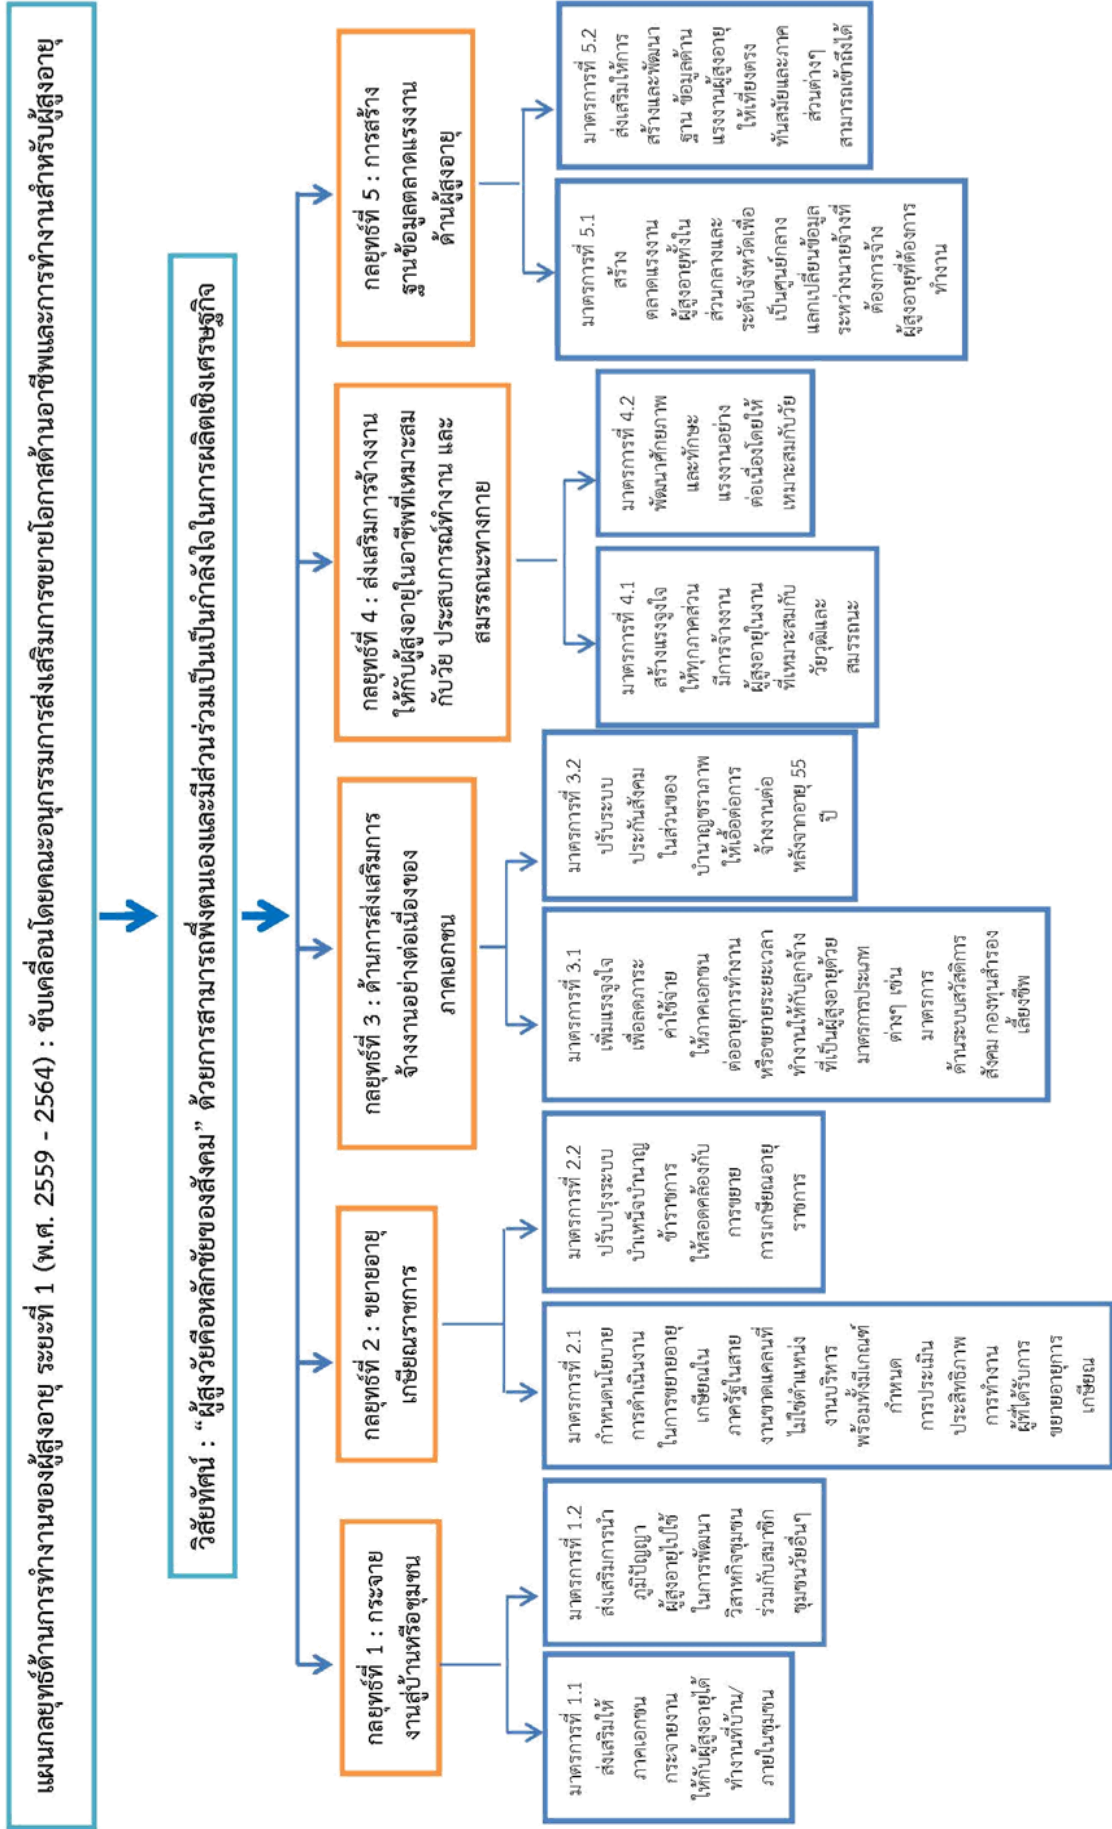 แผนกลยุทธ์ด้านการทำงานของผู้สูงอายุ ระยะที่ 1 (พ.ศ. 2559 - 2564) : ขับเคลื่อนโดยคณะอนุกรรมการส่งเสริมการขยายโอกาสด้านอาชีพและการทำงานสำหรับผู้สูงอายุ
วิสัยทัศน์ : “ผู้สูงวัยคือหลักชัยของสังคม” ด้วยการสามารถพึ่งตนเองและมีส่วนร่วมเป็นกำลังใจในการผลิตเชิงเศรษฐกิจ
กลยุทธ์ที่ 1 : กระจาย
งานสู่บ้านหรือชุมชน
มาตรการที่ 1.1
ส่งเสริมให้
ภาคเอกชน
กระจายงาน
ให้กับผู้สูงอายุได้
ทำงานที่บ้าน/
ภายในชุมชน
มาตรการที่ 1.2
ส่งเสริมการนำ
ภูมิปัญญา
ผู้สูงอายุไปใช้
ในการพัฒนา
วิสาหกิจชุมชน
ร่วมกับสมาชิก
ชุมชนวัยอื่นๆ
กลยุทธ์ที่ 2 : ขยายอายุ
เกษียณราชการ
มาตรการที่ 2.1
กำหนดนโยบาย
การดำเนินงาน
ในการขยายอายุ
เกษียณใน
ภาครัฐในสาย
งานขาดแคลนที่
ไม่ใช่ตำแหน่ง
งานบริหาร
พร้อมทั้งมีเกณฑ์
กำหนด
การประเมิน
ประสิทธิภาพ
การทำงาน
ผู้ที่ได้รับการ
ขยายอายุการ
เกษียณ
มาตรการที่ 2.2
ปรับปรุงระบบ
บำเหน็จบำนาญ
ข้าราชการ
ให้สอดคล้องกับ
การขยาย
การเกษียณอายุ
ราชการ
กลยุทธ์ที่ 3 : ด้านการส่งเสริมการ
จ้างงานอย่างต่อเนื่องของ
ภาคเอกชน
มาตรการที่ 3.1
เพิ่มแรงจูงใจ
เพื่อลดภาระ
ค่าใช้จ่าย
ให้ภาคเอกชน
ต่ออายุการทำงาน
หรือขยายระยะเวลา
ทำงานให้กับลูกจ้าง
ที่เป็นผู้สูงอายุด้วย
มาตรการประเภท
ต่างๆ เช่น
มาตรการ
ด้านระบบสวัสดิการ
สังคม กองทุนสำรอง
เลี้ยงชีพ
มาตรการที่ 3.2
ปรับระบบ
ประกันสังคม
ในส่วนของ
บำนาญชราภาพ
ให้เอื้อต่อการ
จ้างงานต่อ
หลังจากอายุ 55
ปี
กลยุทธ์ที่ 4 : ส่งเสริมการจ้างงาน
ให้กับผู้สูงอายุในอาชีพที่เหมาะสม
กับวัย ประสบการณ์ทำงาน และ
สมรรถนะทางกาย
มาตรการที่ 4.1
สร้างแรงจูงใจ
ให้ทุกภาคส่วน
มีการจ้างงาน
ผู้สูงอายุในงาน
ที่เหมาะสมกับ
วัยวุฒิและ
สมรรถนะ
มาตรการที่ 4.2
พัฒนาศักยภาพ
และทักษะ
แรงงานอย่าง
ต่อเนื่องโดยให้
เหมาะสมกับวัย
กลยุทธ์ที่ 5 : การสร้าง
ฐานข้อมูลตลาดแรงงาน
ด้านผู้สูงอายุ
มาตรการที่ 5.1
สร้าง
ตลาดแรงงาน
ผู้สูงอายุทั้งใน
ส่วนกลางและ
ระดับจังหวัดเพื่อ
เป็นศูนย์กลาง
แลกเปลี่ยนข้อมูล
ระหว่างนายจ้างที่
ต้องการจ้าง
ผู้สูงอายุที่ต้องการ
ทำงาน
มาตรการที่ 5.2
ส่งเสริมให้การ
สร้างและพัฒนา
ฐาน ข้อมูลด้าน
แรงงานผู้สูงอายุ
ให้เที่ยงตรง
ทันสมัยและภาค
ส่วนต่างๆ
สามารถเข้าถึงได้